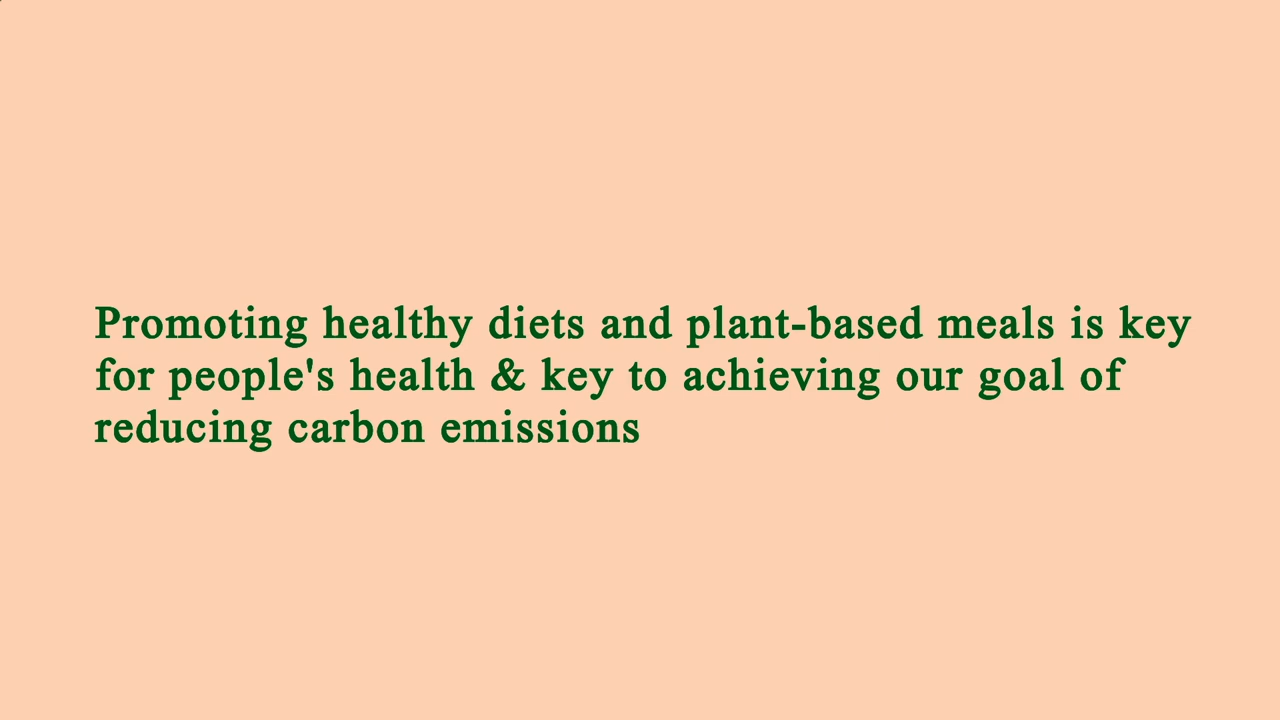 Promoting healthy diets and plant-based meals is key
for people's health & key to achieving our goal of
reducing carbon emissions